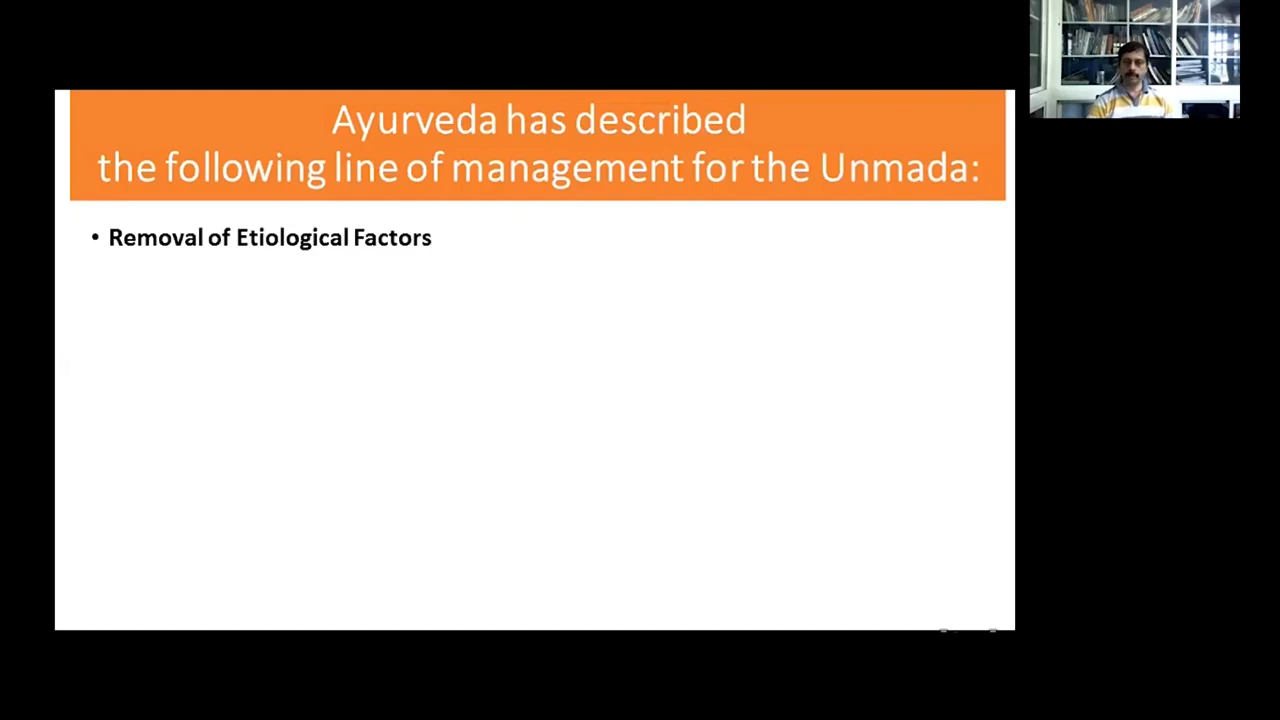 Ayurveda has described
the following line of management for the Unmada:
• Removal of Etiological Factors